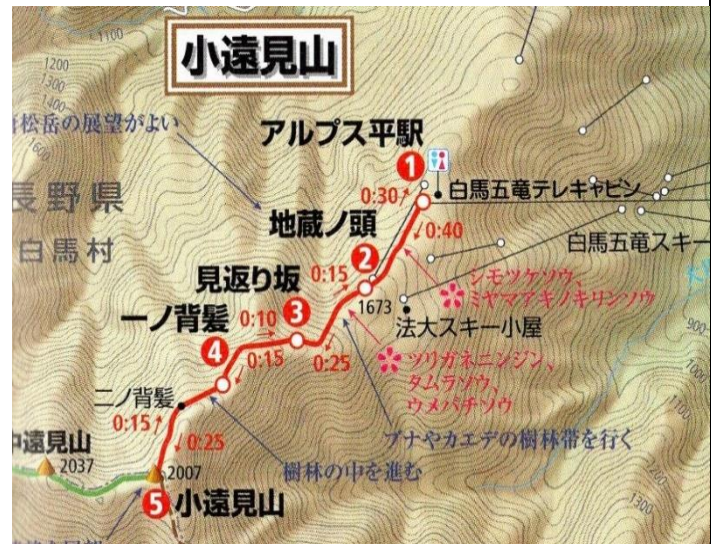 小遠見山
1100
1200
1300
1400
1600
松岳の展望がよい
長野県
白馬村
アルプス平駅
1
白馬五竜テレキャビン
0:30
0:40
地蔵ノ頭
2
0:15
1673
白馬五竜スキー
シモツケソウ、
ミヤマアキノキリンソウ
法大スキー小屋
見返り坂
3
0:10
0:25
一ノ背髪
4
0:15
ツリガネニンジン、
タムラソウ、
ウメバチソウ
ブナやカエデの樹林帯を行く
二ノ背髪
0:15
0:25
樹林の中を進む
中遠見山
2037
2007
5
小遠見山
900
1000
1100
1200
1300